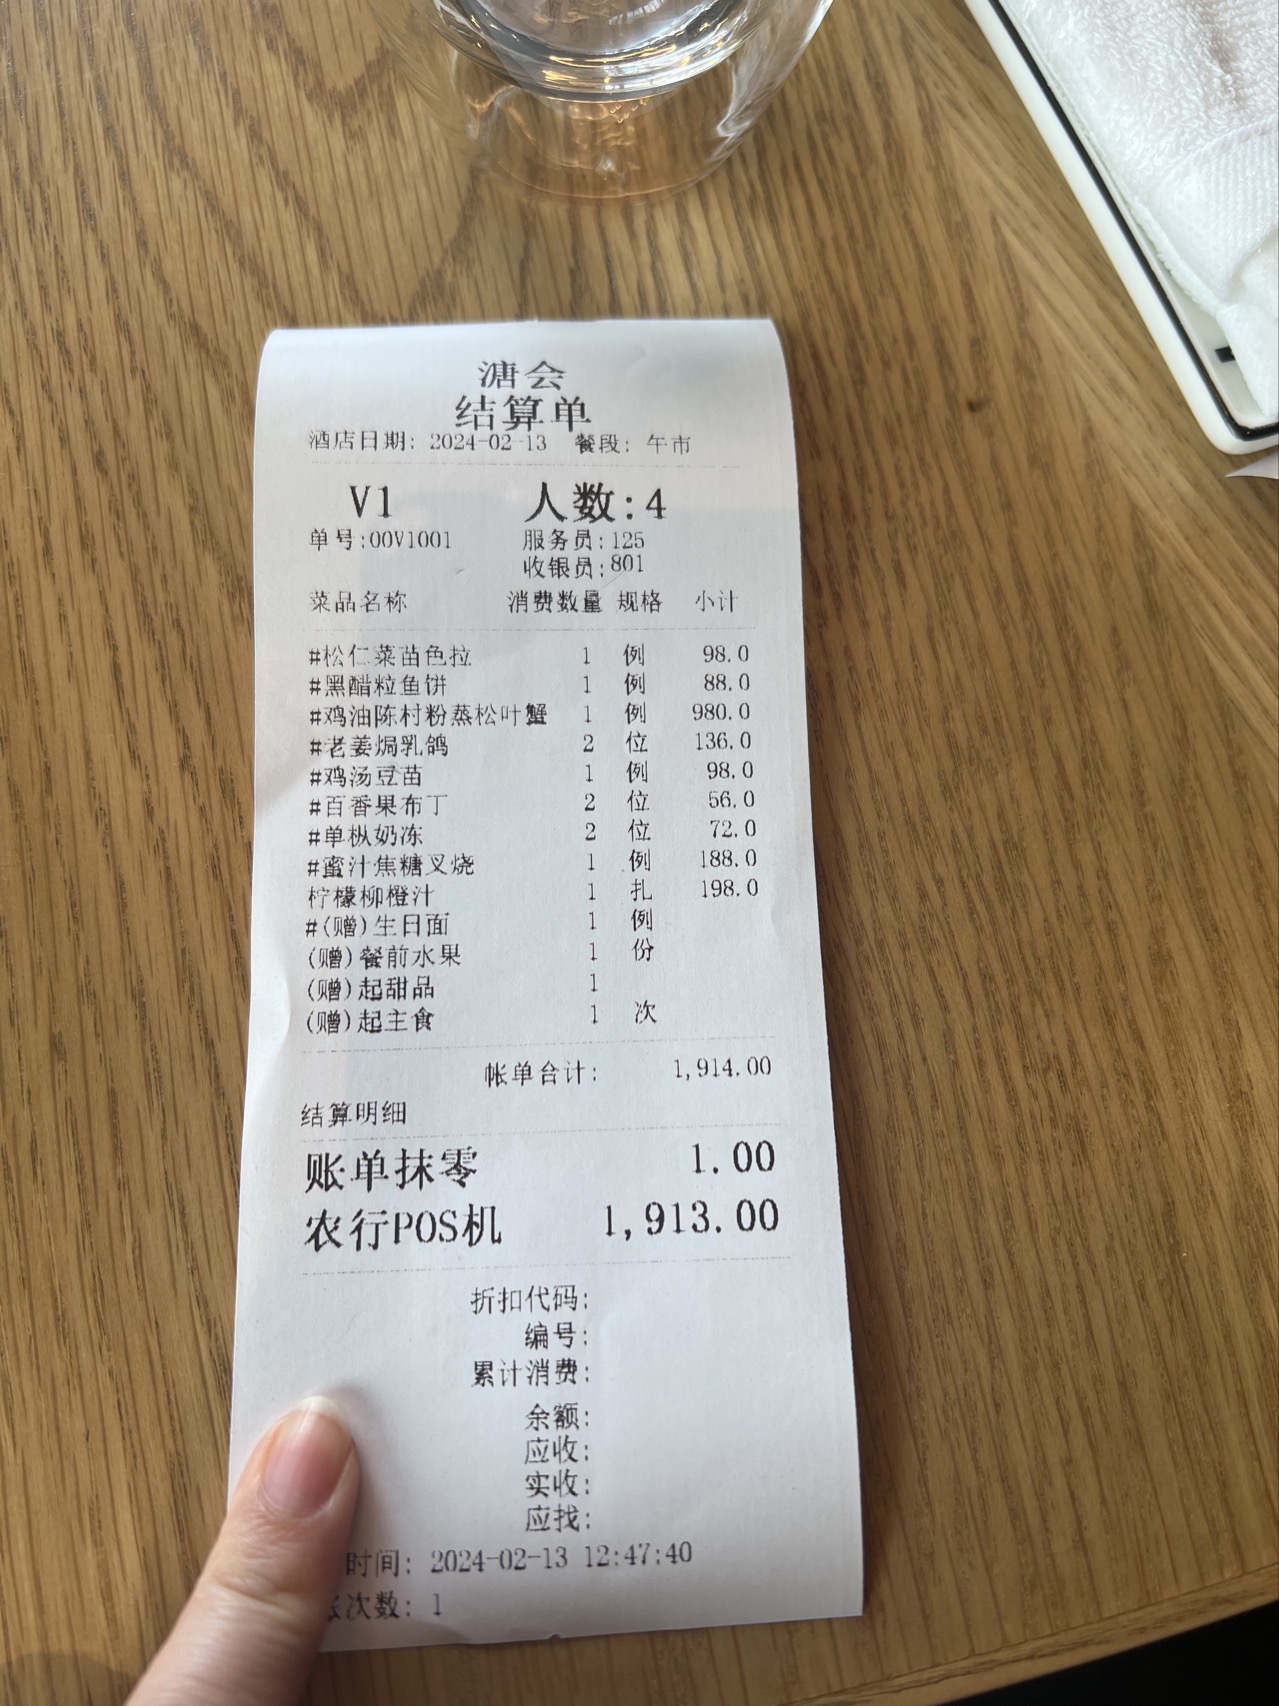 溏会
结算单
酒店日期: 2024-02-13 餐段: 午市
V1 人数:4
单号:00V1001 服务员:125
收银员:801
菜品名称 消费数量 规格 小计
#松仁菜苗色拉 1 例 98.0
#黑醋粒鱼饼 1 例 88.0
#鸡油陈村粉蒸松叶蟹 1 例 980.0
#老姜焗乳鸽 2 位 136.0
#鸡汤豆苗 1 例 98.0
#百香果布丁 2 位 56.0
#单枞奶冻 2 位 72.0
#蜜汁焦糖叉烧 1 例 188.0
柠檬柳橙汁 1 扎 198.0
#(赠)生日面 1 例
(赠)餐前水果 1 份
(赠)起甜品 1
(赠)起主食 1 次
帐单合计: 1,914.00
结算明细
账单抹零 1.00
农行POS机 1,913.00
折扣代码:
编号:
累计消费:
余额:
应收:
实收:
应找:
时间: 2024-02-13 12:47:40
次数: 1